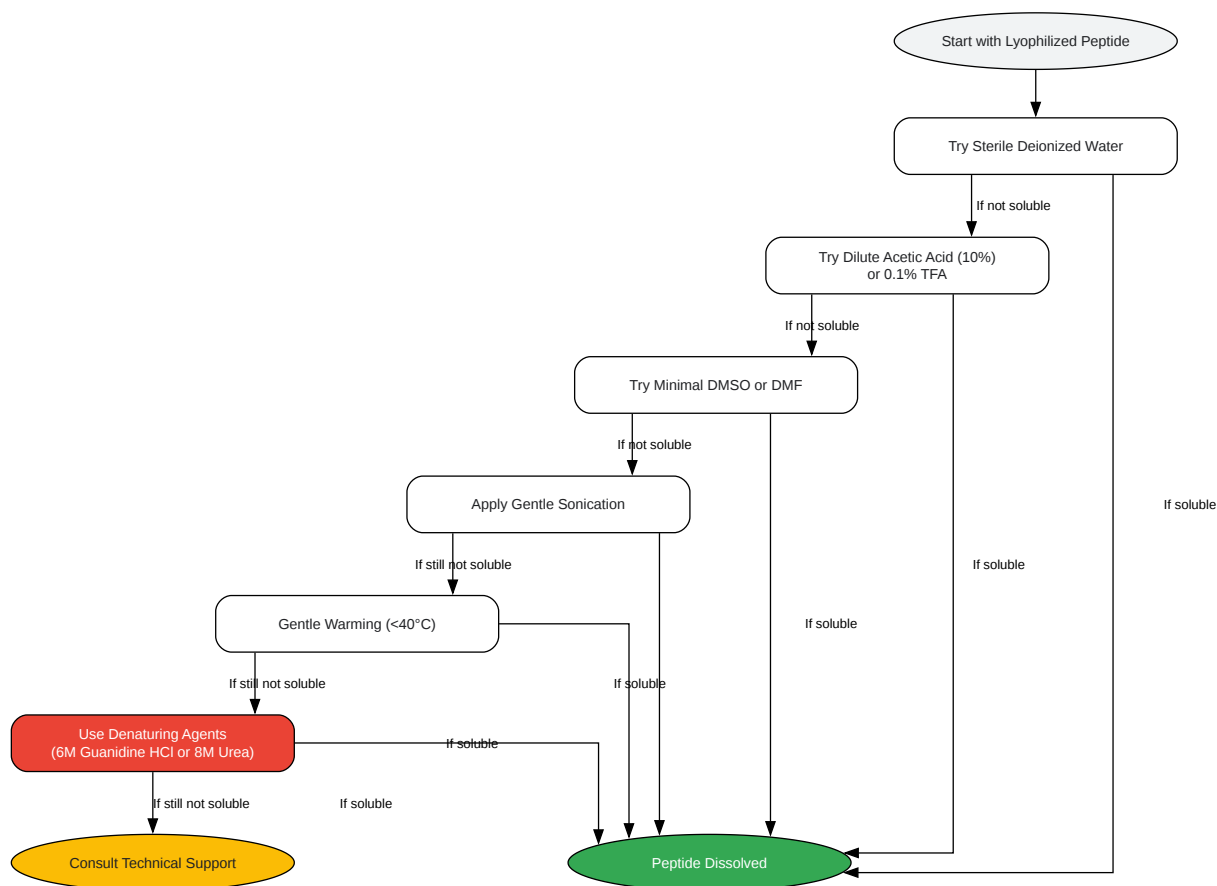 Start with Lyophilized Peptide
Try Sterile Deionized Water
If not soluble
Try Dilute Acetic Acid (10%)
or 0.1% TFA
If not soluble
Try Minimal DMSO or DMF
If not soluble
Apply Gentle Sonication
If soluble
If still not soluble
If soluble
Gentle Warming (<40°C)
If soluble
If still not soluble
If soluble
Use Denaturing Agents
(6M Guanidine HCl or 8M Urea)
If soluble
If still not soluble
If soluble
Consult Technical Support
Peptide Dissolved